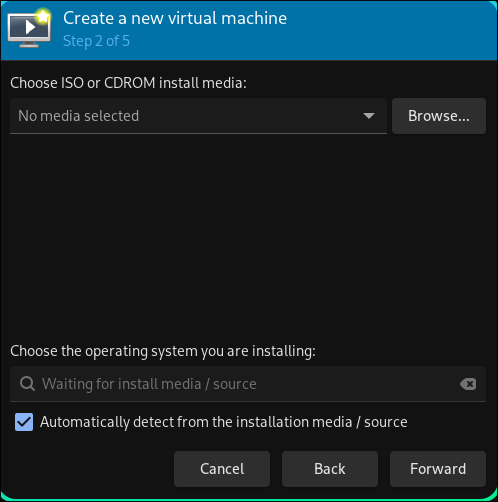 Create a new virtual machine
Step 2 of 5
Choose ISO or CDROM install media:
No media selected
Browse...
Choose the operating system you are installing:
Waiting for install media / source
Automatically detect from the installation media / source
Cancel Back Forward